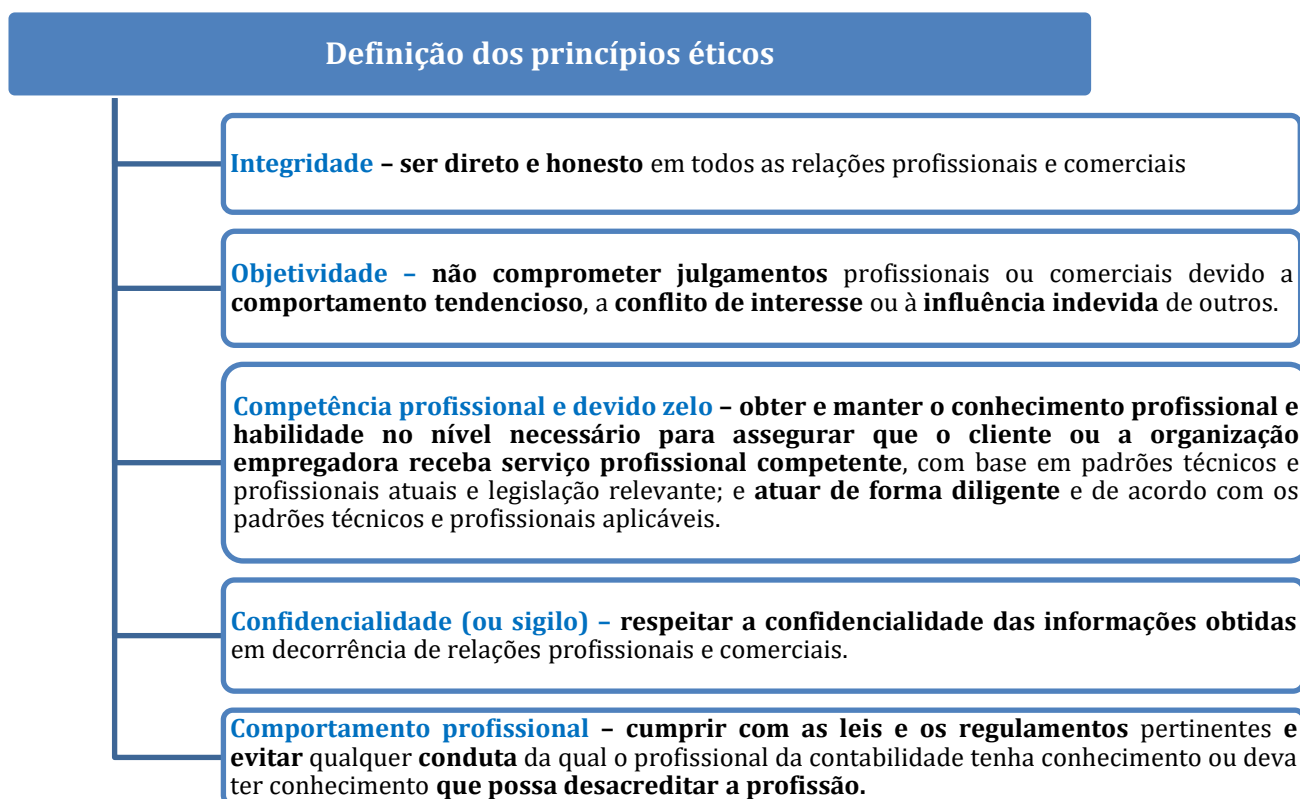 Definição dos princípios éticos
Integridade – ser direto e honesto em todos as relações profissionais e comerciais
Objetividade – não comprometer julgamentos profissionais ou comerciais devido a
comportamento tendencioso, a conflito de interesse ou à influência indevida de outros.
Competência profissional e devido zelo – obter e manter o conhecimento profissional e
habilidade no nível necessário para assegurar que o cliente ou a organização
empregadora receba serviço profissional competente, com base em padrões técnicos e
profissionais atuais e legislação relevante; e atuar de forma diligente e de acordo com os
padrões técnicos e profissionais aplicáveis.
Confidencialidade (ou sigilo) – respeitar a confidencialidade das informações obtidas
em decorrência de relações profissionais e comerciais.
Comportamento profissional – cumprir com as leis e os regulamentos pertinentes e
evitar qualquer conduta da qual o profissional da contabilidade tenha conhecimento ou deva
ter conhecimento que possa desacreditar a profissão.